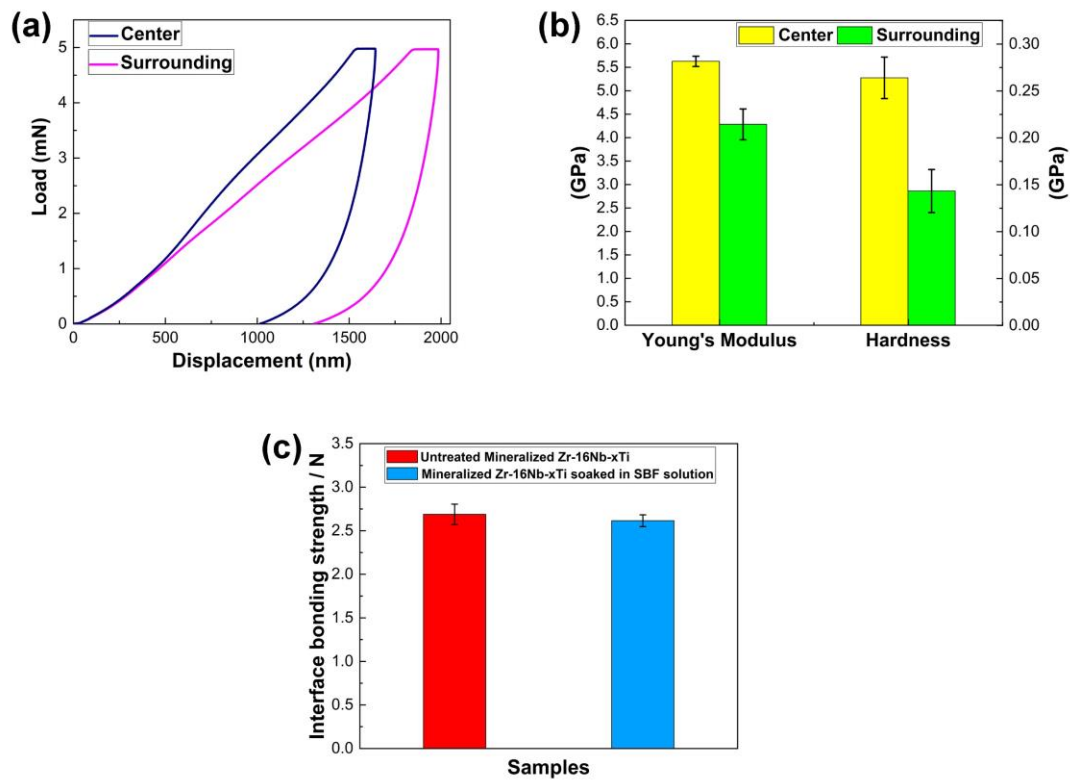 (a)
Center
Surrounding
5
4
3
2
1
0
Load (mN)
0 500 1000 1500 2000
Displacement (nm)
(b)
Center Surrounding
6.5
6.0
5.5
5.0
4.5
4.0
3.5
3.0
2.5
2.0
1.5
1.0
0.5
0.0
(GPa)
0.30
0.25
0.20
0.15
0.10
0.05
0.00
(GPa)
Young's Modulus Hardness
(c)
Untreated Mineralized Zr-16Nb-xTi
Mineralized Zr-16Nb-xTi soaked in SBF solution
3.5
3.0
2.5
2.0
1.5
1.0
0.5
0.0
Interface bonding strength / N
Samples